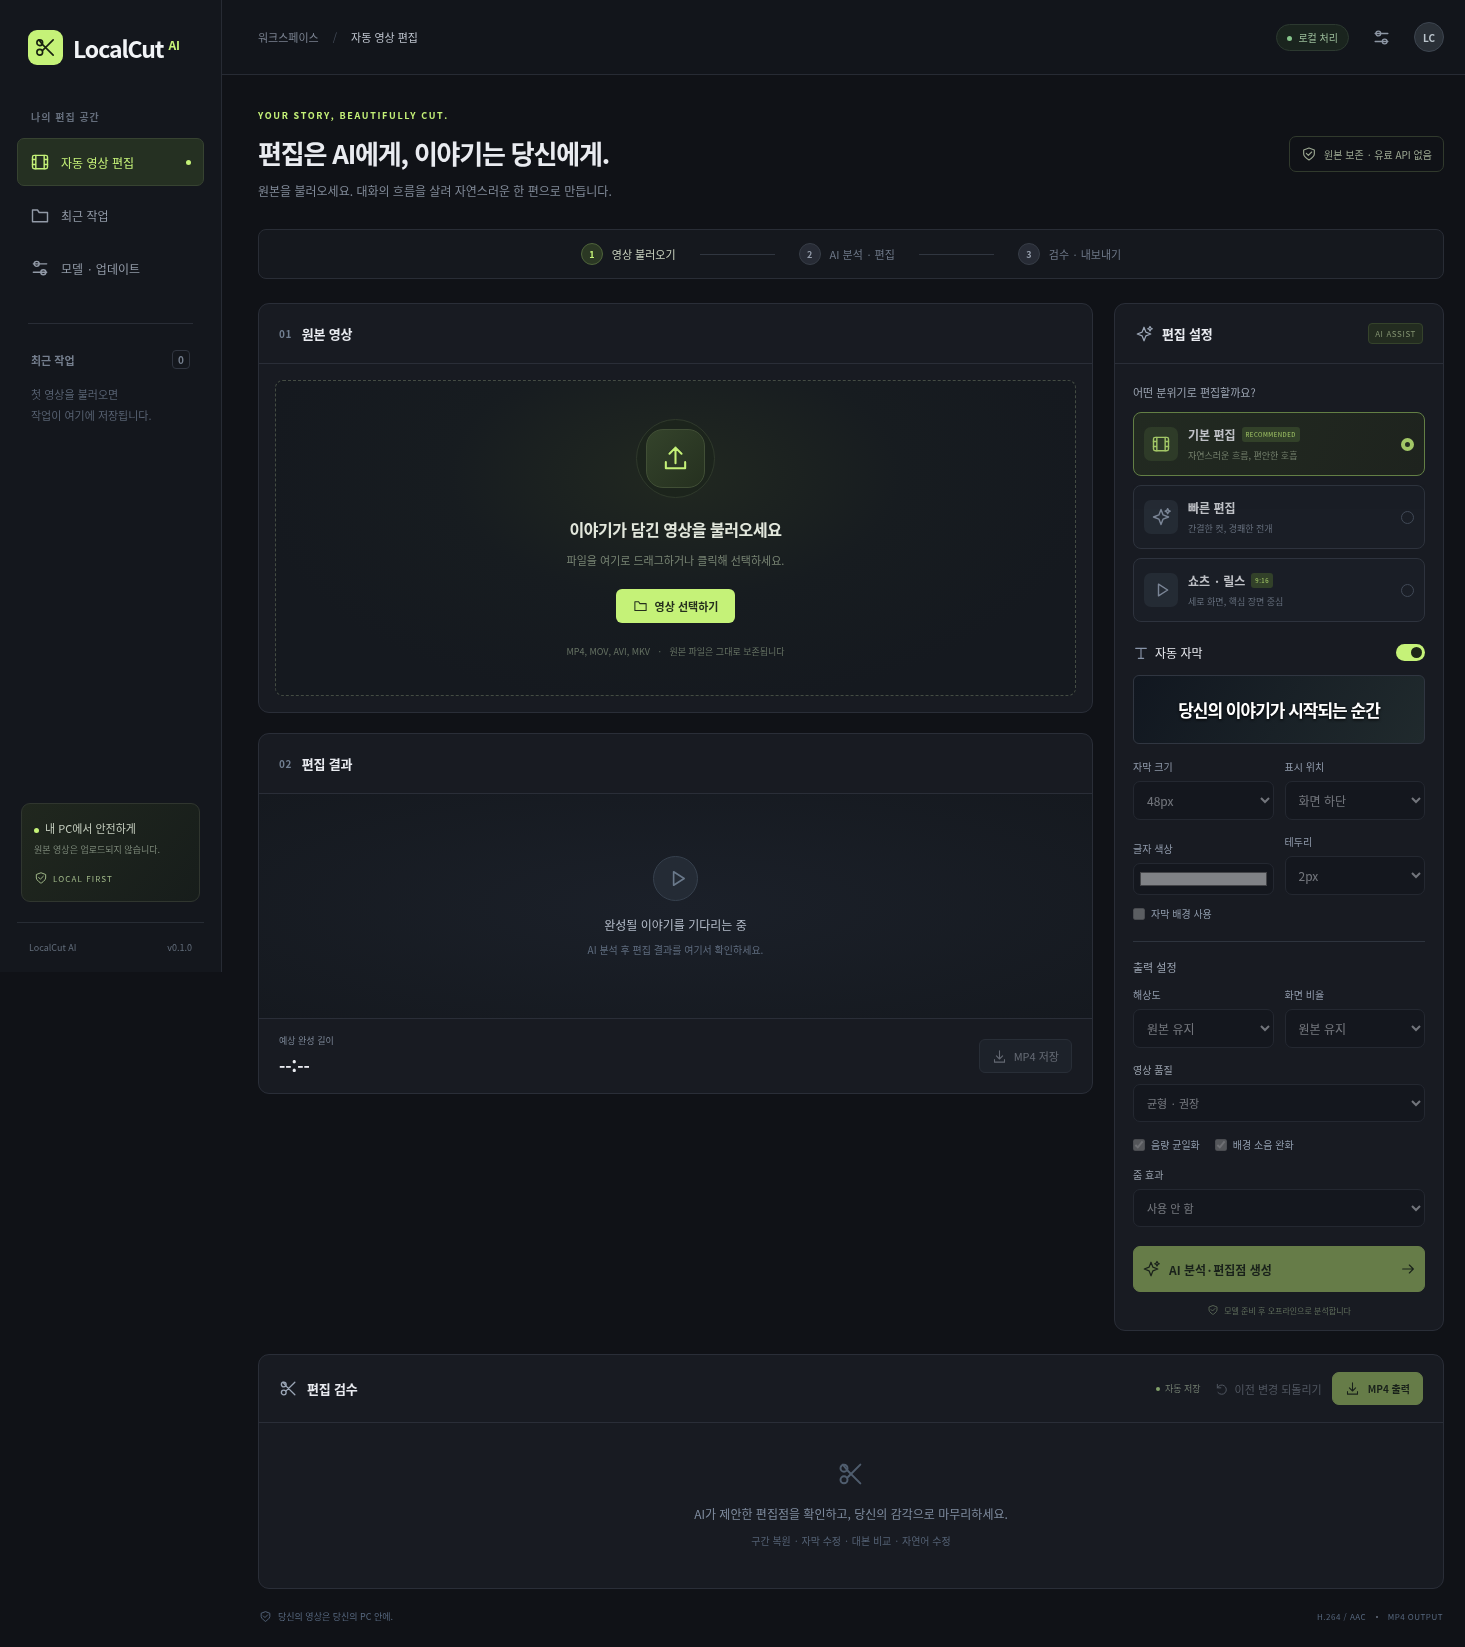 LocalCut AI
나의 편집 공간
자동 영상 편집
최근 작업
모델 · 업데이트
최근 작업 0
첫 영상을 불러오면
작업이 여기에 저장됩니다.
내 PC에서 안전하게
원본 영상은 업로드되지 않습니다.
LOCAL FIRST
LocalCut AI v0.1.0
워크스페이스 / 자동 영상 편집
로컬 처리
LC
YOUR STORY, BEAUTIFULLY CUT.
편집은 AI에게, 이야기는 당신에게.
원본을 불러오세요. 대화의 흐름을 살려 자연스러운 한 편으로 만듭니다.
원본 보존 · 유료 API 없음
1 영상 불러오기
2 AI 분석 · 편집
3 검수 · 내보내기
01 원본 영상
이야기가 담긴 영상을 불러오세요
파일을 여기로 드래그하거나 클릭해 선택하세요.
영상 선택하기
MP4, MOV, AVI, MKV · 원본 파일은 그대로 보존됩니다
02 편집 결과
완성될 이야기를 기다리는 중
AI 분석 후 편집 결과를 여기서 확인하세요.
예상 완성 길이
--:--
MP4 저장
편집 설정
AI ASSIST
어떤 분위기로 편집할까요?
기본 편집 RECOMMENDED
자연스러운 흐름, 편안한 호흡
빠른 편집
간결한 컷, 경쾌한 전개
쇼츠 · 릴스 9:16
세로 화면, 핵심 장면 중심
자동 자막
당신의 이야기가 시작되는 순간
자막 크기
48px
표시 위치
화면 하단
글자 색상
테두리
2px
자막 배경 사용
출력 설정
해상도
원본 유지
화면 비율
원본 유지
영상 품질
균형 · 권장
음량 균일화
배경 소음 완화
줌 효과
사용 안 함
AI 분석·편집점 생성
모델 준비 후 오프라인으로 분석합니다
편집 검수
자동 저장
이전 변경 되돌리기
MP4 출력
AI가 제안한 편집점을 확인하고, 당신의 감각으로 마무리하세요.
구간 복원 · 자막 수정 · 대본 비교 · 자연어 수정
당신의 영상은 당신의 PC 안에.
H.264 / AAC • MP4 OUTPUT